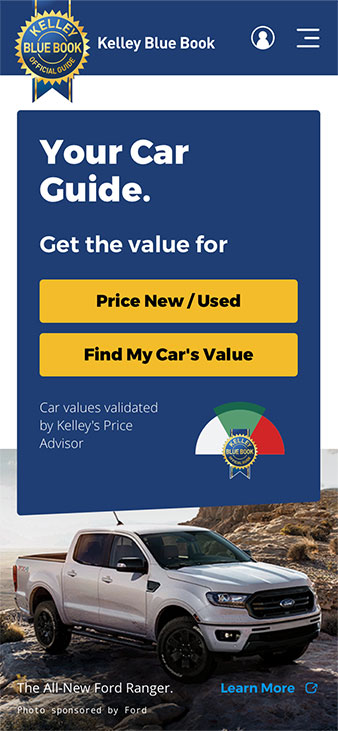 KELLEY
BLUE BOOK
OFFICIAL GUIDE
Kelley Blue Book
Your Car
Guide.
Get the value for
Price New / Used
Find My Car's Value
Car values validated
by Kelley's Price
Advisor
KELLEY
BLUE BOOK
OFFICIAL GUIDE
The All-New Ford Ranger.
Learn More
Photo sponsored by Ford